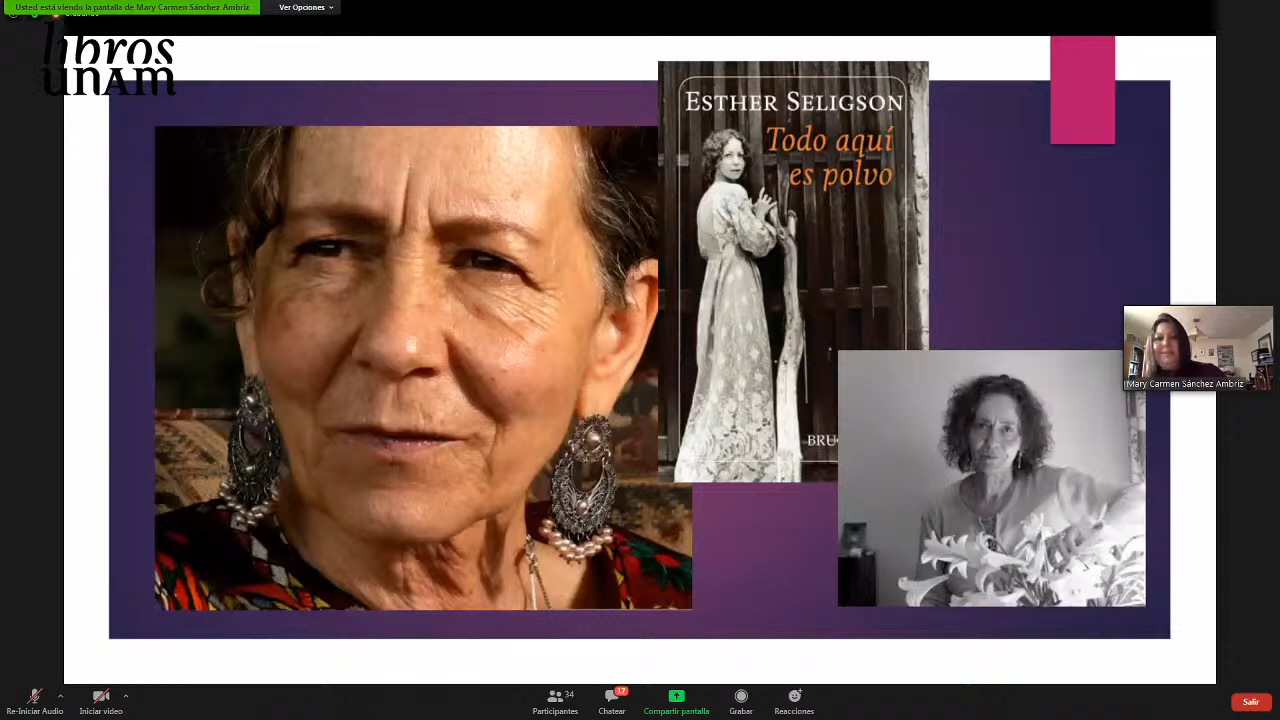 Usted está viendo la pantalla de Mary Carmen Sánchez Ambriz
Ver Opciones
libros
UNAM
ESTHER SELIGSON
Todo aquí
es polvo
Mary Carmen Sánchez Ambriz
Re-Iniciar Audio
Iniciar video
34
Participantes
17
Chatear
Compartir pantalla
Grabar
Reacciones
Salir